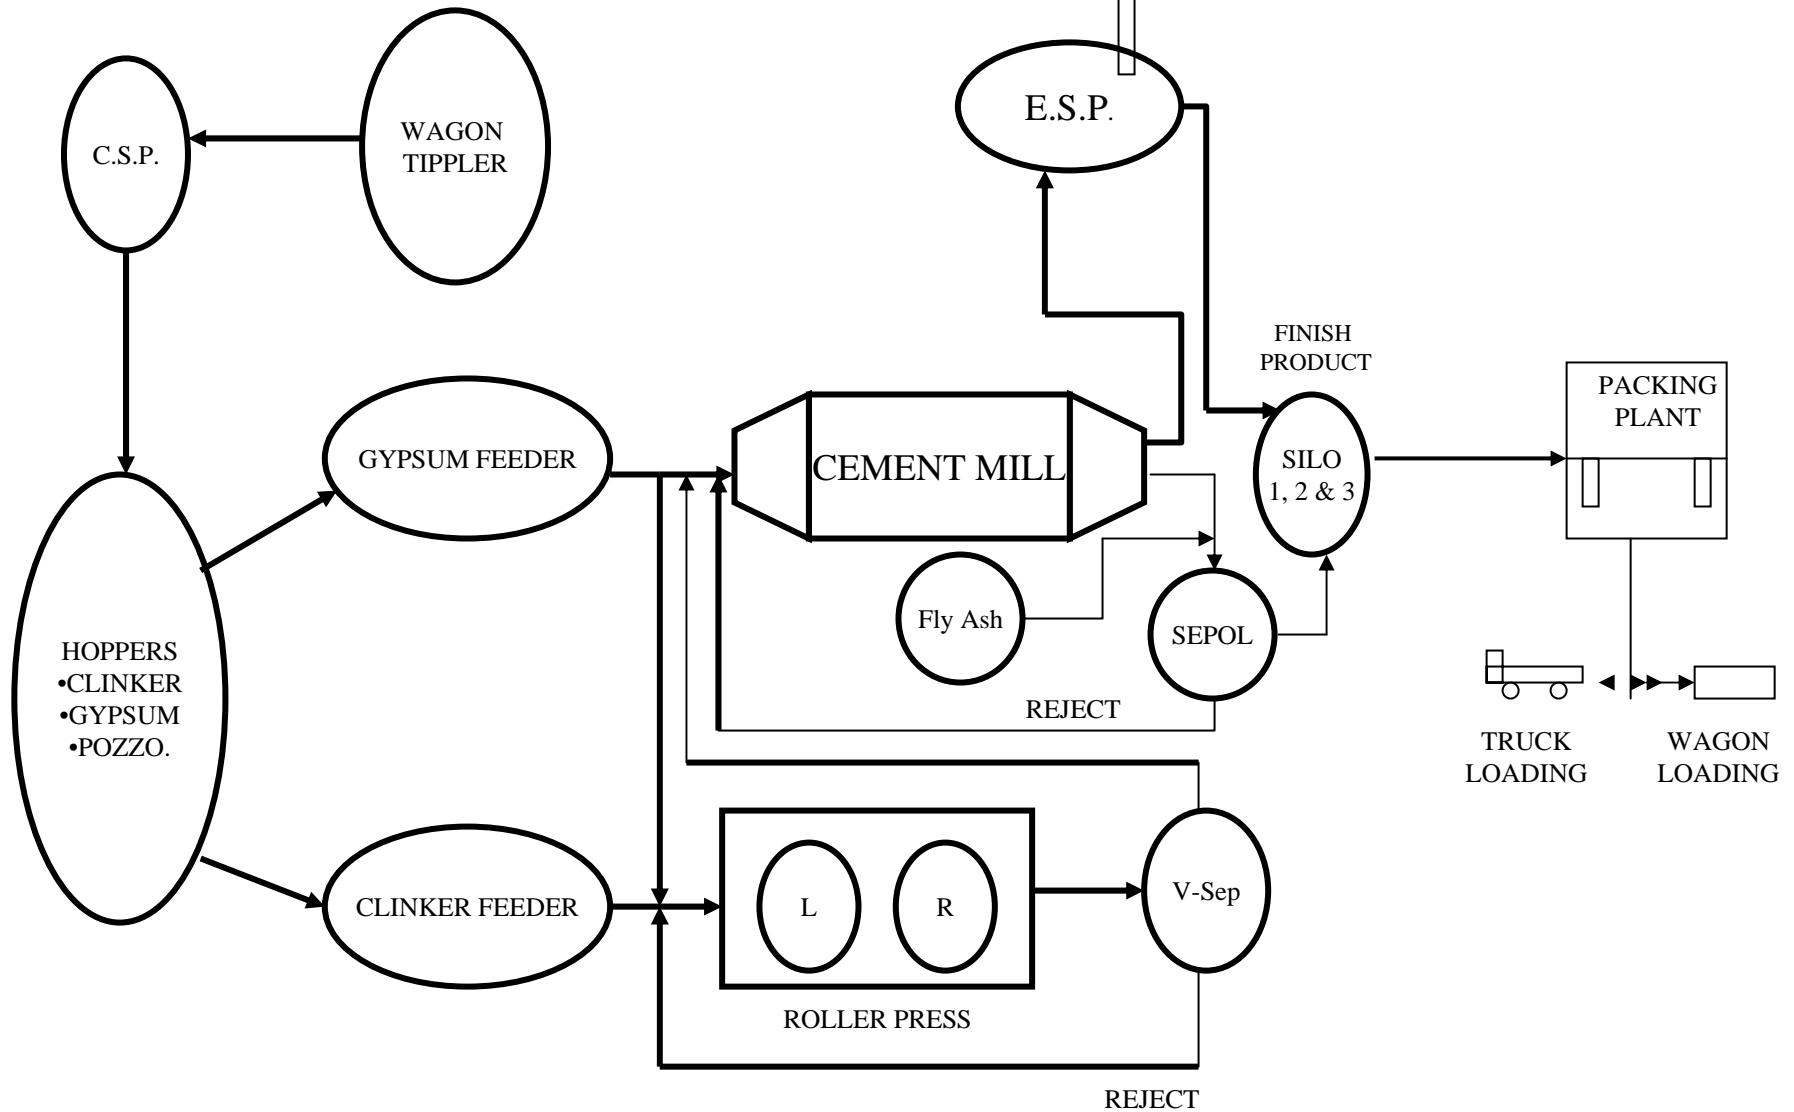 C.S.P.
WAGON
TIPPLER
E.S.P.
FINISH
PRODUCT
PACKING
PLANT
GYPSUM FEEDER
CEMENT MILL
SILO
1, 2 & 3
Fly Ash
SEPOL
HOPPERS
•CLINKER
•GYPSUM
•POZZO.
REJECT
TRUCK
LOADING
WAGON
LOADING
CLINKER FEEDER
L
R
V-Sep
ROLLER PRESS
REJECT